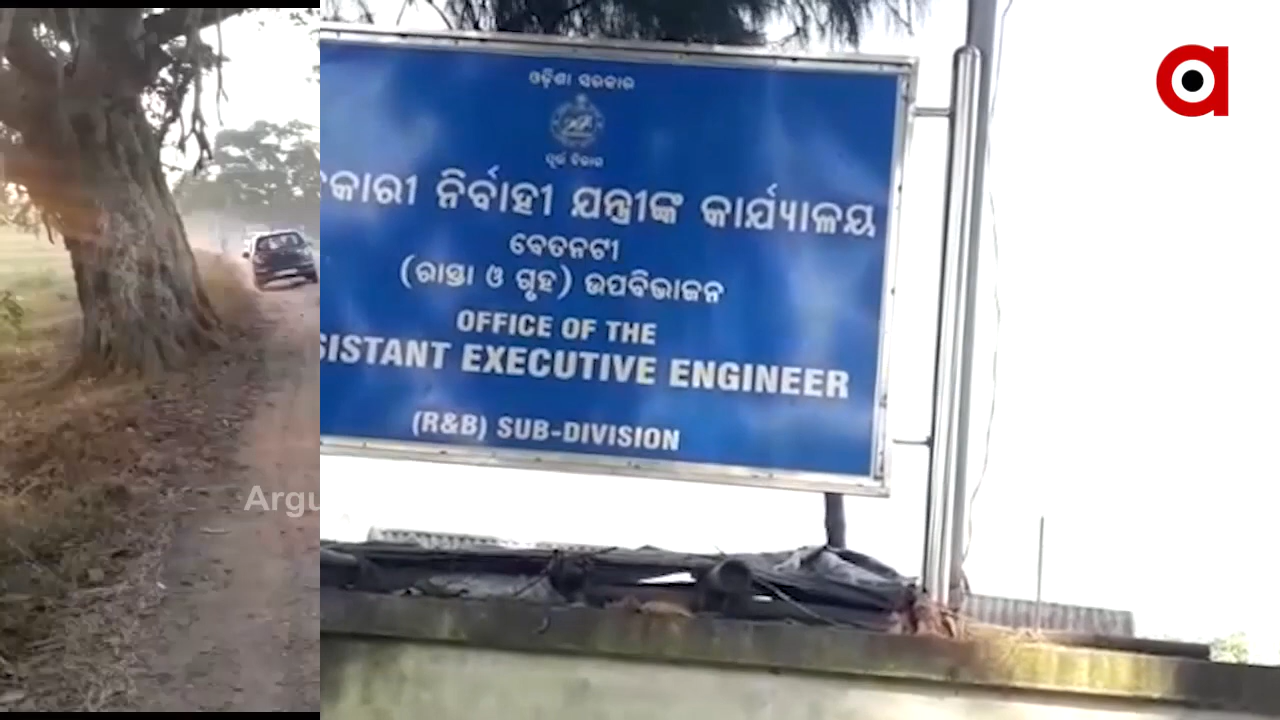 ଓଡ଼ିଶା ସରକାର
ପୂର୍ତ୍ତ ବିଭାଗ
କାରୀ ନିର୍ବାହୀ ଯନ୍ତ୍ରୀଙ୍କ କାର୍ଯ୍ୟାଳୟ
ବେତନଟୀ
(ରାସ୍ତା ଓ ଗୃହ) ଉପବିଭାଜନ
OFFICE OF THE
SISTANT EXECUTIVE ENGINEER
(R&B) SUB-DIVISION
Argu